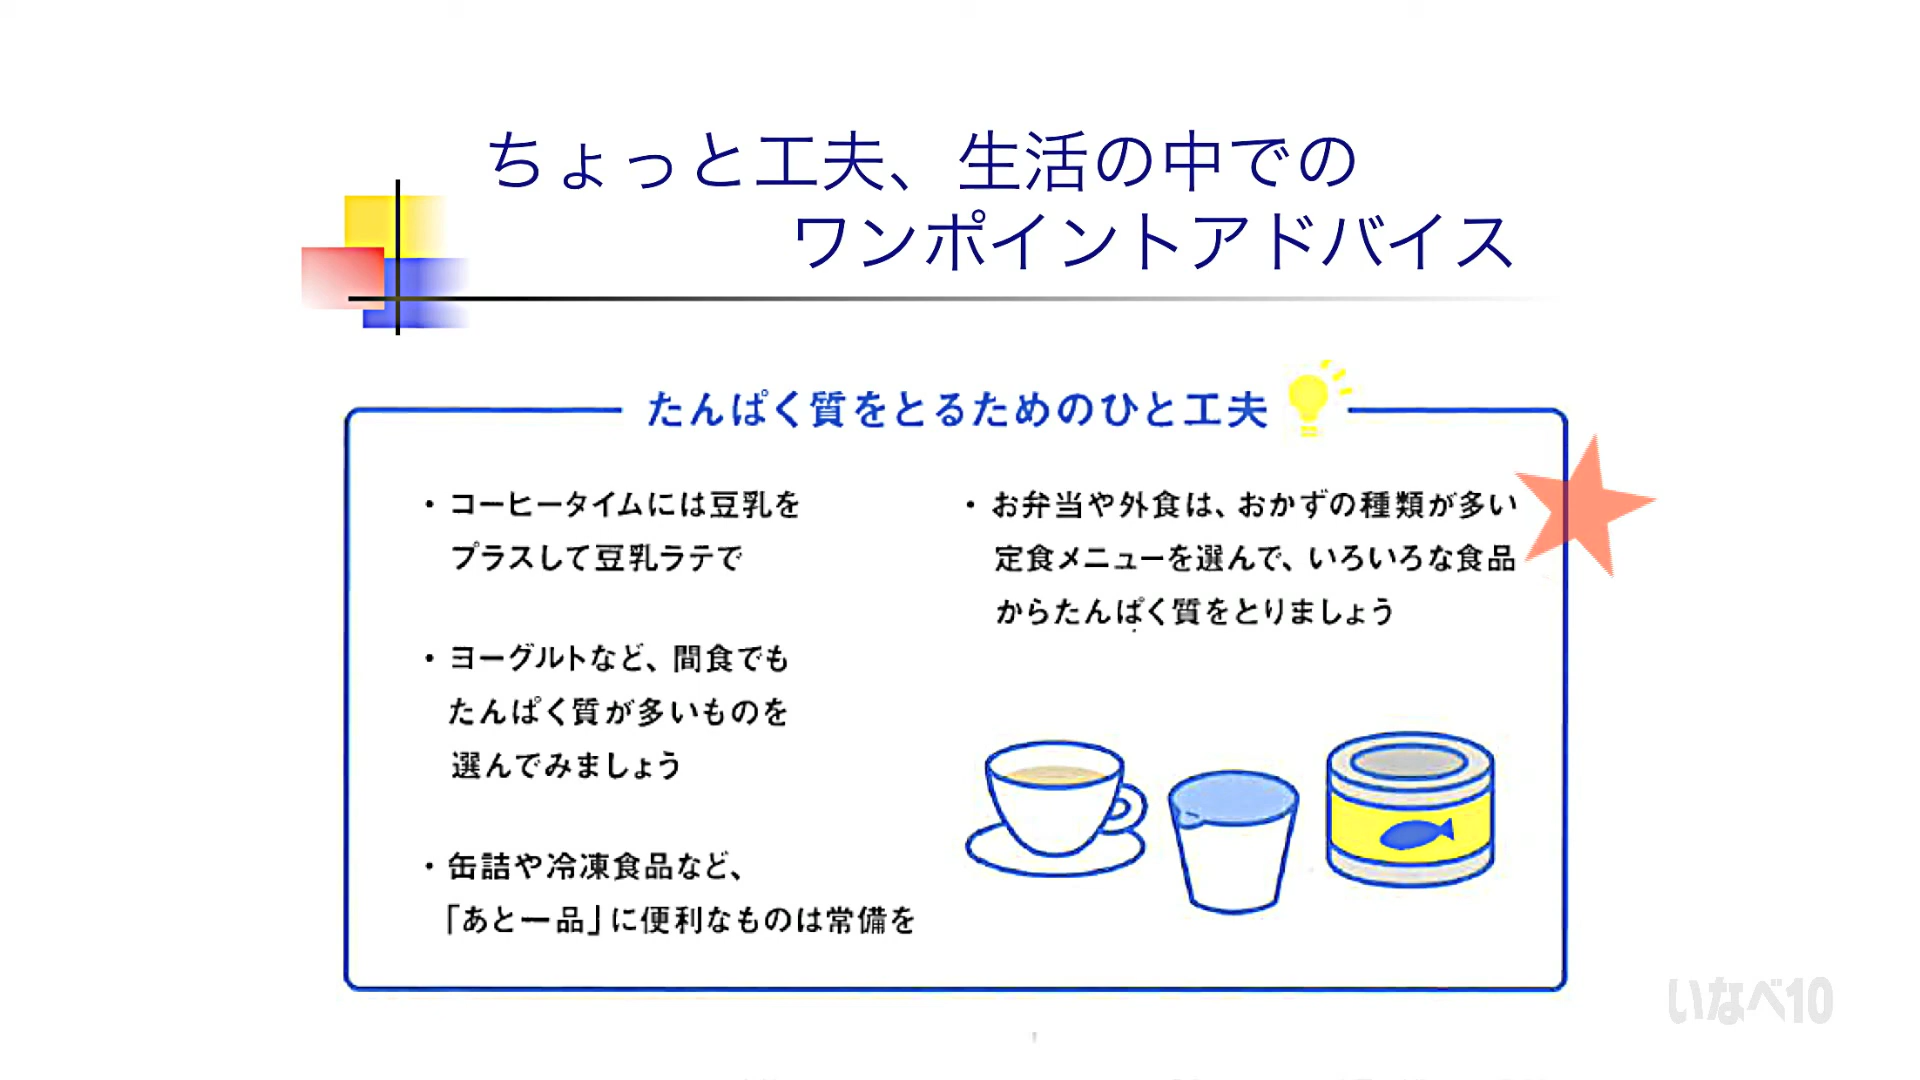 ちょっと工夫、生活の中での
ワンポイントアドバイス
たんぱく質をとるためのひと工夫
・コーヒータイムには豆乳を
プラスして豆乳ラテで
・ヨーグルトなど、間食でも
たんぱく質が多いものを
選んでみましょう
・缶詰や冷凍食品など、
「あと一品」に便利なものは常備を
・お弁当や外食は、おかずの種類が多い
定食メニューを選んで、いろいろな食品
からたんぱく質をとりましょう
いなべ10